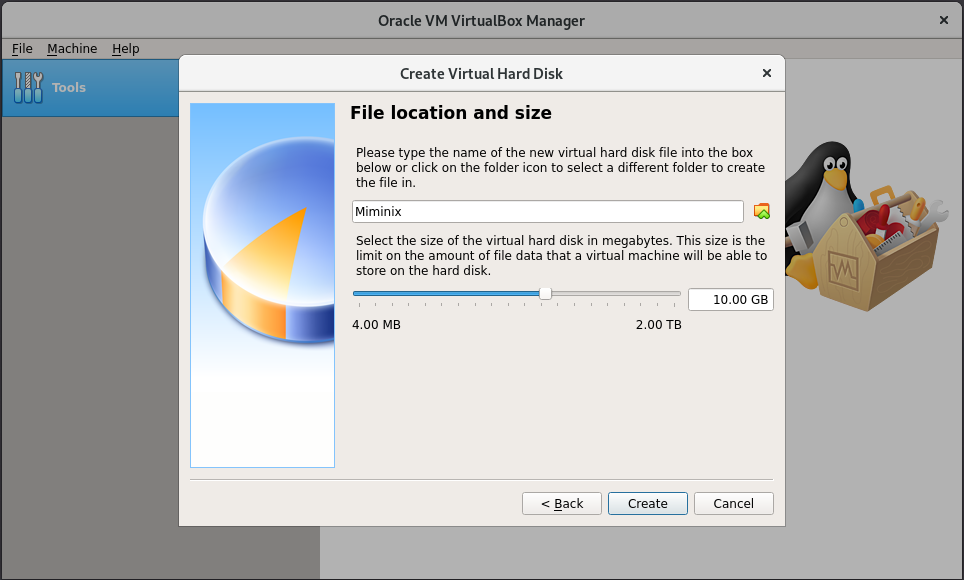 Oracle VM VirtualBox Manager
File Machine Help
Tools
Create Virtual Hard Disk
File location and size
Please type the name of the new virtual hard disk file into the box
below or click on the folder icon to select a different folder to create
the file in.
Miminix
Select the size of the virtual hard disk in megabytes. This size is the
limit on the amount of file data that a virtual machine will be able to
store on the hard disk.
10.00 GB
4.00 MB 2.00 TB
< Back Create Cancel